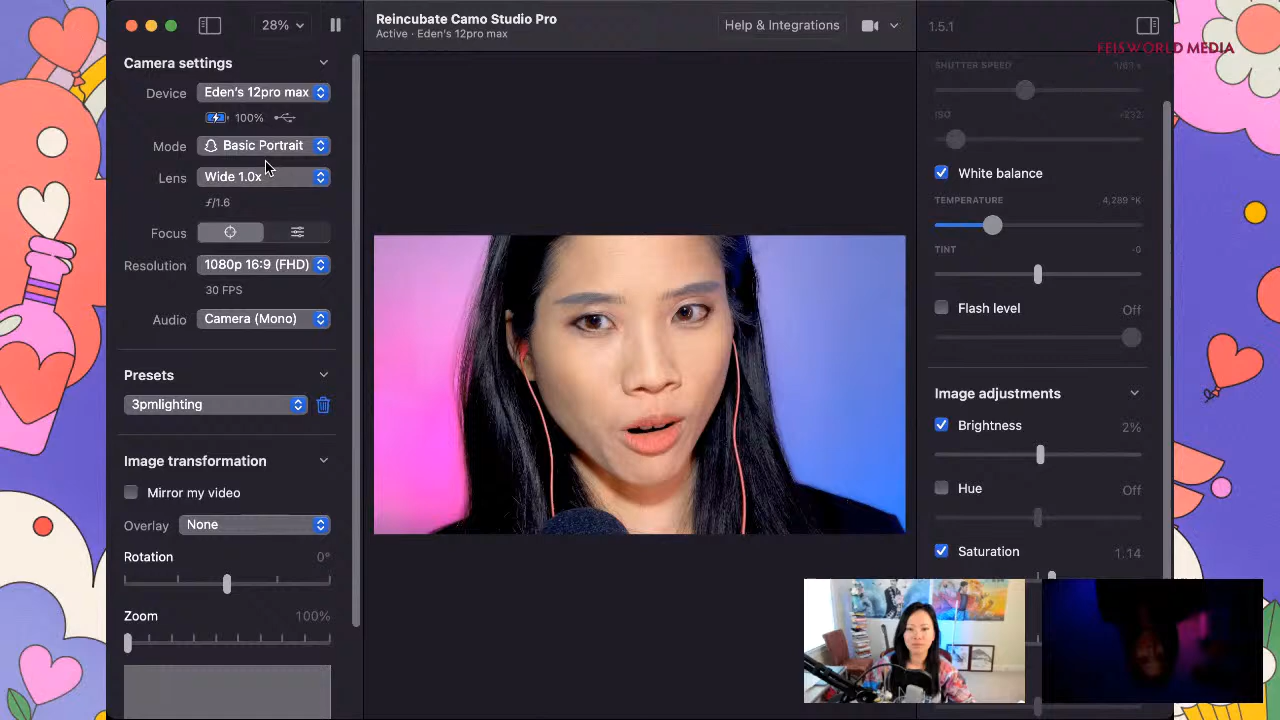 28%
Reincubate Camo Studio Pro
Active · Eden's 12pro max
Help & Integrations
1.5.1
FEISWORLD MEDIA
Camera settings
Device
Eden's 12pro max
100%
Mode
Basic Portrait
Lens
Wide 1.0x
ƒ/1.6
Focus
Resolution
1080p 16:9 (FHD)
30 FPS
Audio
Camera (Mono)
Presets
3pmlighting
Image transformation
Mirror my video
Overlay
None
Rotation
0°
Zoom
100%
SHUTTER SPEED
ISO
White balance
TEMPERATURE
4,289 °K
TINT
-0
Flash level
Off
Image adjustments
Brightness
2%
Hue
Off
Saturation
1.14